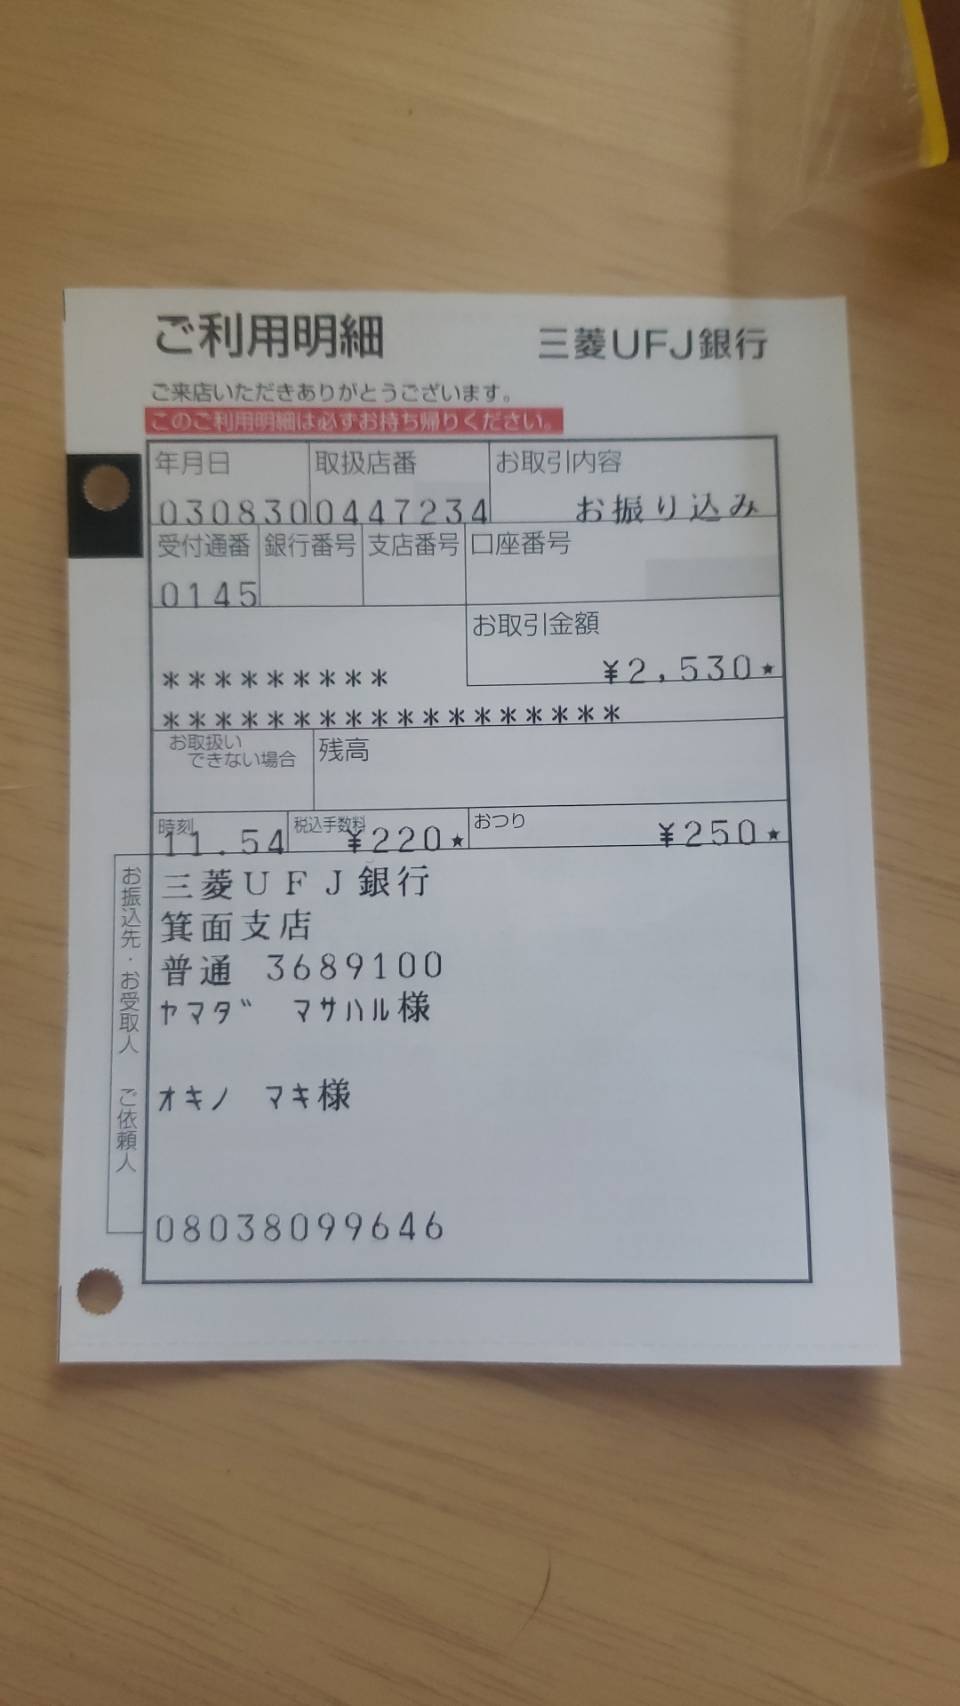 ご利用明細 三菱UFJ銀行
ご来店いただきありがとうございます。
このご利用明細は必ずお持ち帰りください。
年月日 取扱店番 お取引内容
030830 0447234 お振り込み
受付通番 銀行番号 支店番号 口座番号
0145
お取引金額
********* ¥2,530★
******************
お取扱いできない場合 残高
時刻 税込手数料 おつり
11.54 ¥220★ ¥250★
お振込先・お受取人 ご依頼人
三菱UFJ銀行
箕面支店
普通 3689100
ヤマダ゛ マサハル様
オキノ マキ様
08038099646